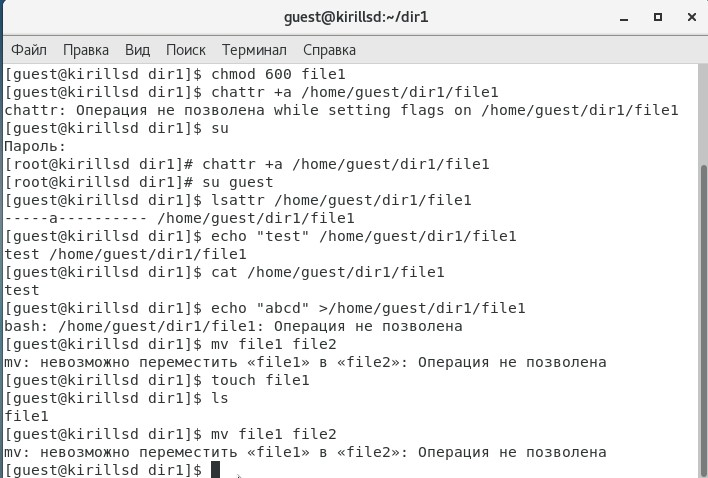 guest@kirillsd:~/dir1
Файл Правка Вид Поиск Терминал Справка
[guest@kirillsd dir1]$ chmod 600 file1
[guest@kirillsd dir1]$ chattr +a /home/guest/dir1/file1
chattr: Операция не позволена while setting flags on /home/guest/dir1/file1
[guest@kirillsd dir1]$ su
Пароль:
[root@kirillsd dir1]# chattr +a /home/guest/dir1/file1
[root@kirillsd dir1]# su guest
[guest@kirillsd dir1]$ lsattr /home/guest/dir1/file1
-----a---------- /home/guest/dir1/file1
[guest@kirillsd dir1]$ echo "test" /home/guest/dir1/file1
test /home/guest/dir1/file1
[guest@kirillsd dir1]$ cat /home/guest/dir1/file1
test
[guest@kirillsd dir1]$ echo "abcd" >/home/guest/dir1/file1
bash: /home/guest/dir1/file1: Операция не позволена
[guest@kirillsd dir1]$ mv file1 file2
mv: невозможно переместить «file1» в «file2»: Операция не позволена
[guest@kirillsd dir1]$ touch file1
[guest@kirillsd dir1]$ ls
file1
[guest@kirillsd dir1]$ mv file1 file2
mv: невозможно переместить «file1» в «file2»: Операция не позволена
[guest@kirillsd dir1]$